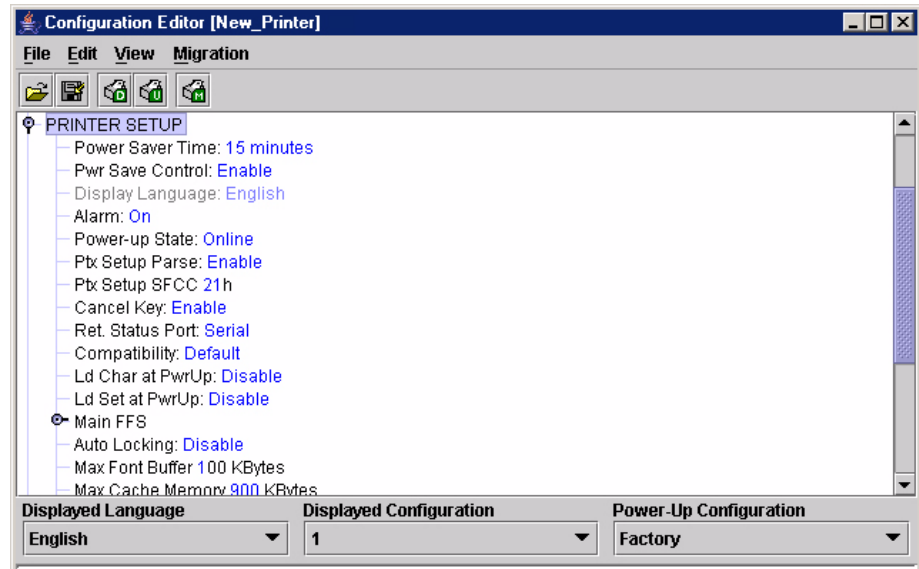 Configuration Editor [New_Printer]
File Edit View Migration
D U M
PRINTER SETUP
Power Saver Time: 15 minutes
Pwr Save Control: Enable
Display Language: English
Alarm: On
Power-up State: Online
Ptx Setup Parse: Enable
Ptx Setup SFCC 21h
Cancel Key: Enable
Ret. Status Port: Serial
Compatibility: Default
Ld Char at PwrUp: Disable
Ld Set at PwrUp: Disable
Main FFS
Auto Locking: Disable
Max Font Buffer 100 KBytes
Max Cache Memory 900 KBytes
Displayed Language Displayed Configuration Power-Up Configuration
English 1 Factory